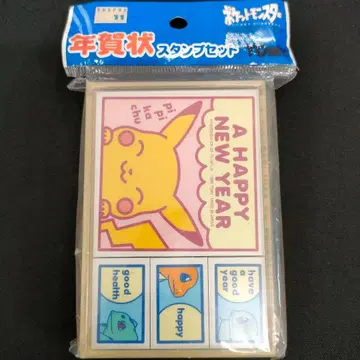 ポケットモンスター
年賀状スタンプセット
pi
ka
pi
chu
A HAPPY
NEW YEAR
good
health
happy
have
a
good
year